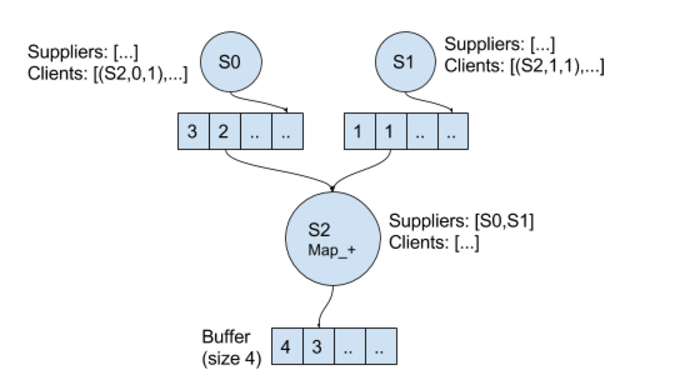 Suppliers: [...]
Clients: [(S2,0,1),...]
S0
S1
Suppliers: [...]
Clients: [(S2,1,1),...]
3 2 .. ..
1 1 .. ..
S2
Map_+
Suppliers: [S0,S1]
Clients: [...]
Buffer
(size 4)
4 3 .. ..